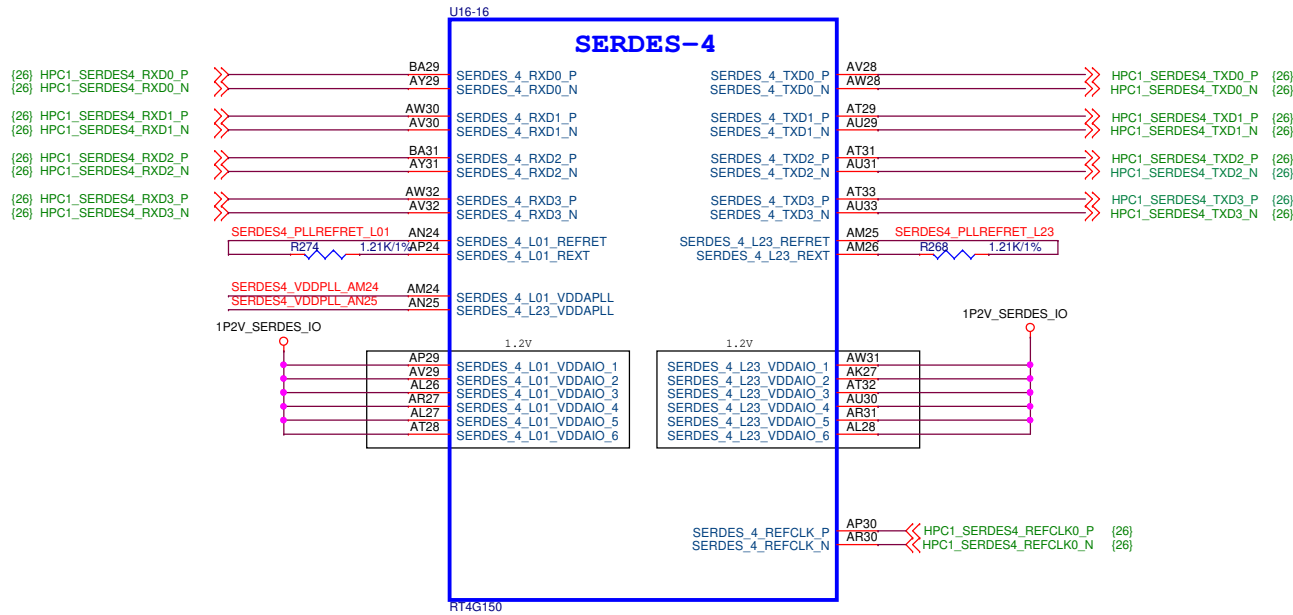 U16-16
SERDES-4
{26} HPC1_SERDES4_RXD0_P BA29 SERDES_4_RXD0_P SERDES_4_TXD0_P AV28 HPC1_SERDES4_TXD0_P {26}
{26} HPC1_SERDES4_RXD0_N AY29 SERDES_4_RXD0_N SERDES_4_TXD0_N AW28 HPC1_SERDES4_TXD0_N {26}
{26} HPC1_SERDES4_RXD1_P AW30 SERDES_4_RXD1_P SERDES_4_TXD1_P AT29 HPC1_SERDES4_TXD1_P {26}
{26} HPC1_SERDES4_RXD1_N AV30 SERDES_4_RXD1_N SERDES_4_TXD1_N AU29 HPC1_SERDES4_TXD1_N {26}
{26} HPC1_SERDES4_RXD2_P BA31 SERDES_4_RXD2_P SERDES_4_TXD2_P AT31 HPC1_SERDES4_TXD2_P {26}
{26} HPC1_SERDES4_RXD2_N AY31 SERDES_4_RXD2_N SERDES_4_TXD2_N AU31 HPC1_SERDES4_TXD2_N {26}
{26} HPC1_SERDES4_RXD3_P AW32 SERDES_4_RXD3_P SERDES_4_TXD3_P AT33 HPC1_SERDES4_TXD3_P {26}
{26} HPC1_SERDES4_RXD3_N AV32 SERDES_4_RXD3_N SERDES_4_TXD3_N AU33 HPC1_SERDES4_TXD3_N {26}
SERDES4_PLLREFRET_L01 AN24 SERDES_4_L01_REFRET SERDES_4_L23_REFRET AM25 SERDES4_PLLREFRET_L23
R274 1.21K/1% AP24 SERDES_4_L01_REXT SERDES_4_L23_REXT AM26 R268 1.21K/1%
SERDES4_VDDPLL_AM24 AM24 SERDES_4_L01_VDDAPLL
SERDES4_VDDPLL_AN25 AN25 SERDES_4_L23_VDDAPLL
1P2V_SERDES_IO 1P2V_SERDES_IO
1.2V 1.2V
AP29 SERDES_4_L01_VDDAIO_1 SERDES_4_L23_VDDAIO_1 AW31
AV29 SERDES_4_L01_VDDAIO_2 SERDES_4_L23_VDDAIO_2 AK27
AL26 SERDES_4_L01_VDDAIO_3 SERDES_4_L23_VDDAIO_3 AT32
AR27 SERDES_4_L01_VDDAIO_4 SERDES_4_L23_VDDAIO_4 AU30
AL27 SERDES_4_L01_VDDAIO_5 SERDES_4_L23_VDDAIO_5 AR31
AT28 SERDES_4_L01_VDDAIO_6 SERDES_4_L23_VDDAIO_6 AL28
SERDES_4_REFCLK_P AP30 HPC1_SERDES4_REFCLK0_P {26}
SERDES_4_REFCLK_N AR30 HPC1_SERDES4_REFCLK0_N {26}
RT4G150